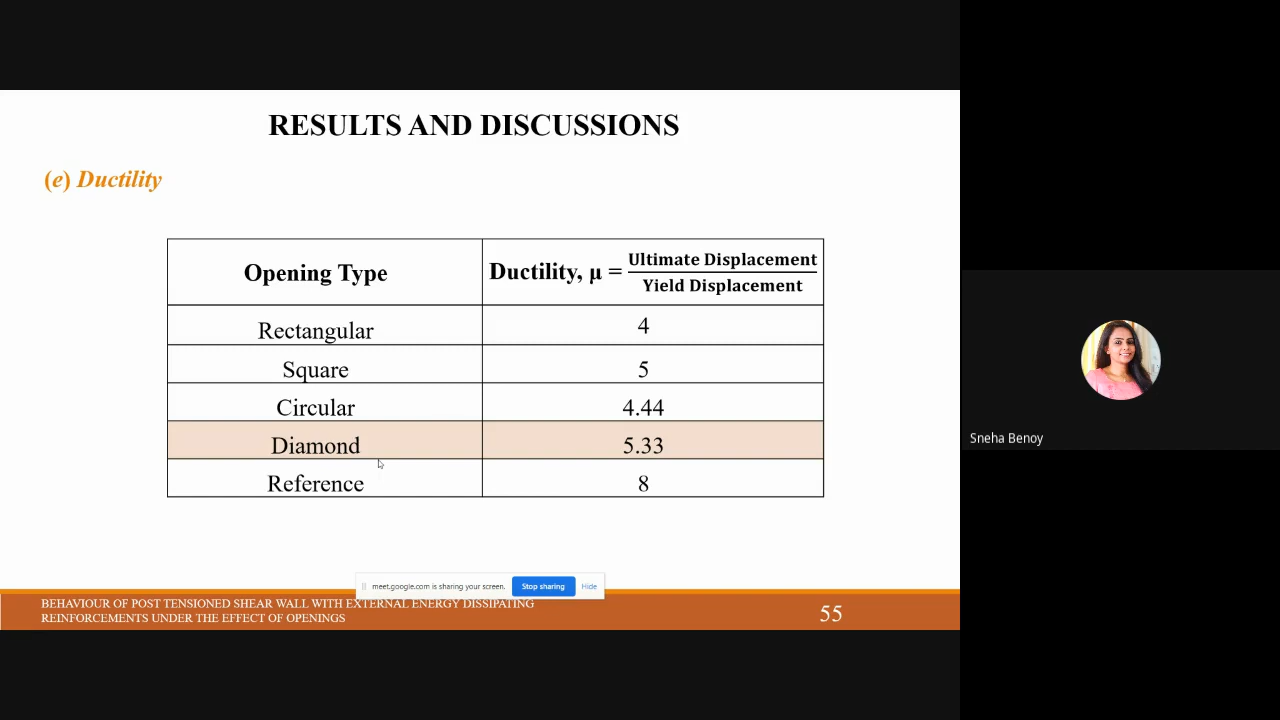 RESULTS AND DISCUSSIONS
(e) Ductility
Opening Type
Ductility, μ = Ultimate Displacement
Yield Displacement
Rectangular 4
Square 5
Circular 4.44
Diamond 5.33
Reference 8
meet.google.com is sharing your screen. Stop sharing Hide
BEHAVIOUR OF POST TENSIONED SHEAR WALL WITH EXTERNAL ENERGY DISSIPATING
REINFORCEMENTS UNDER THE EFFECT OF OPENINGS
55
Sneha Benoy